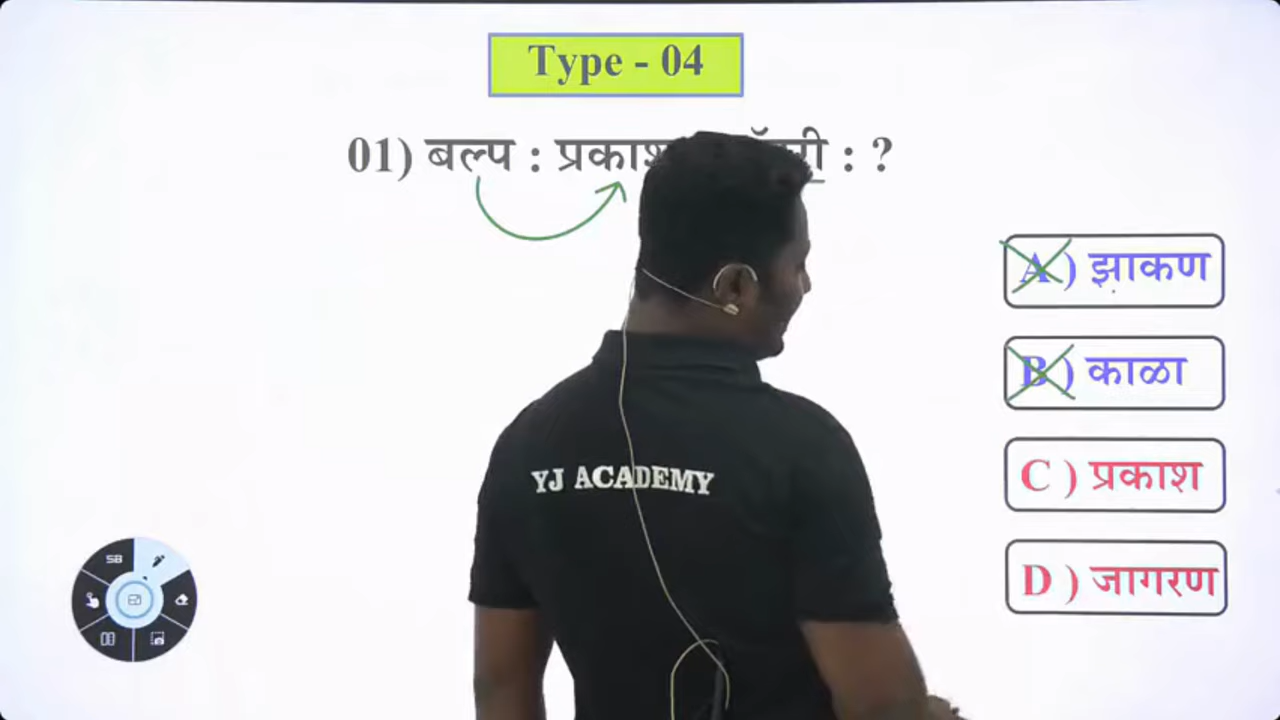 Type - 04
01) बल्प : प्रकाश : ?
A ) झाकण
B ) काळा
C ) प्रकाश
D ) जागरण
YJ ACADEMY
SB